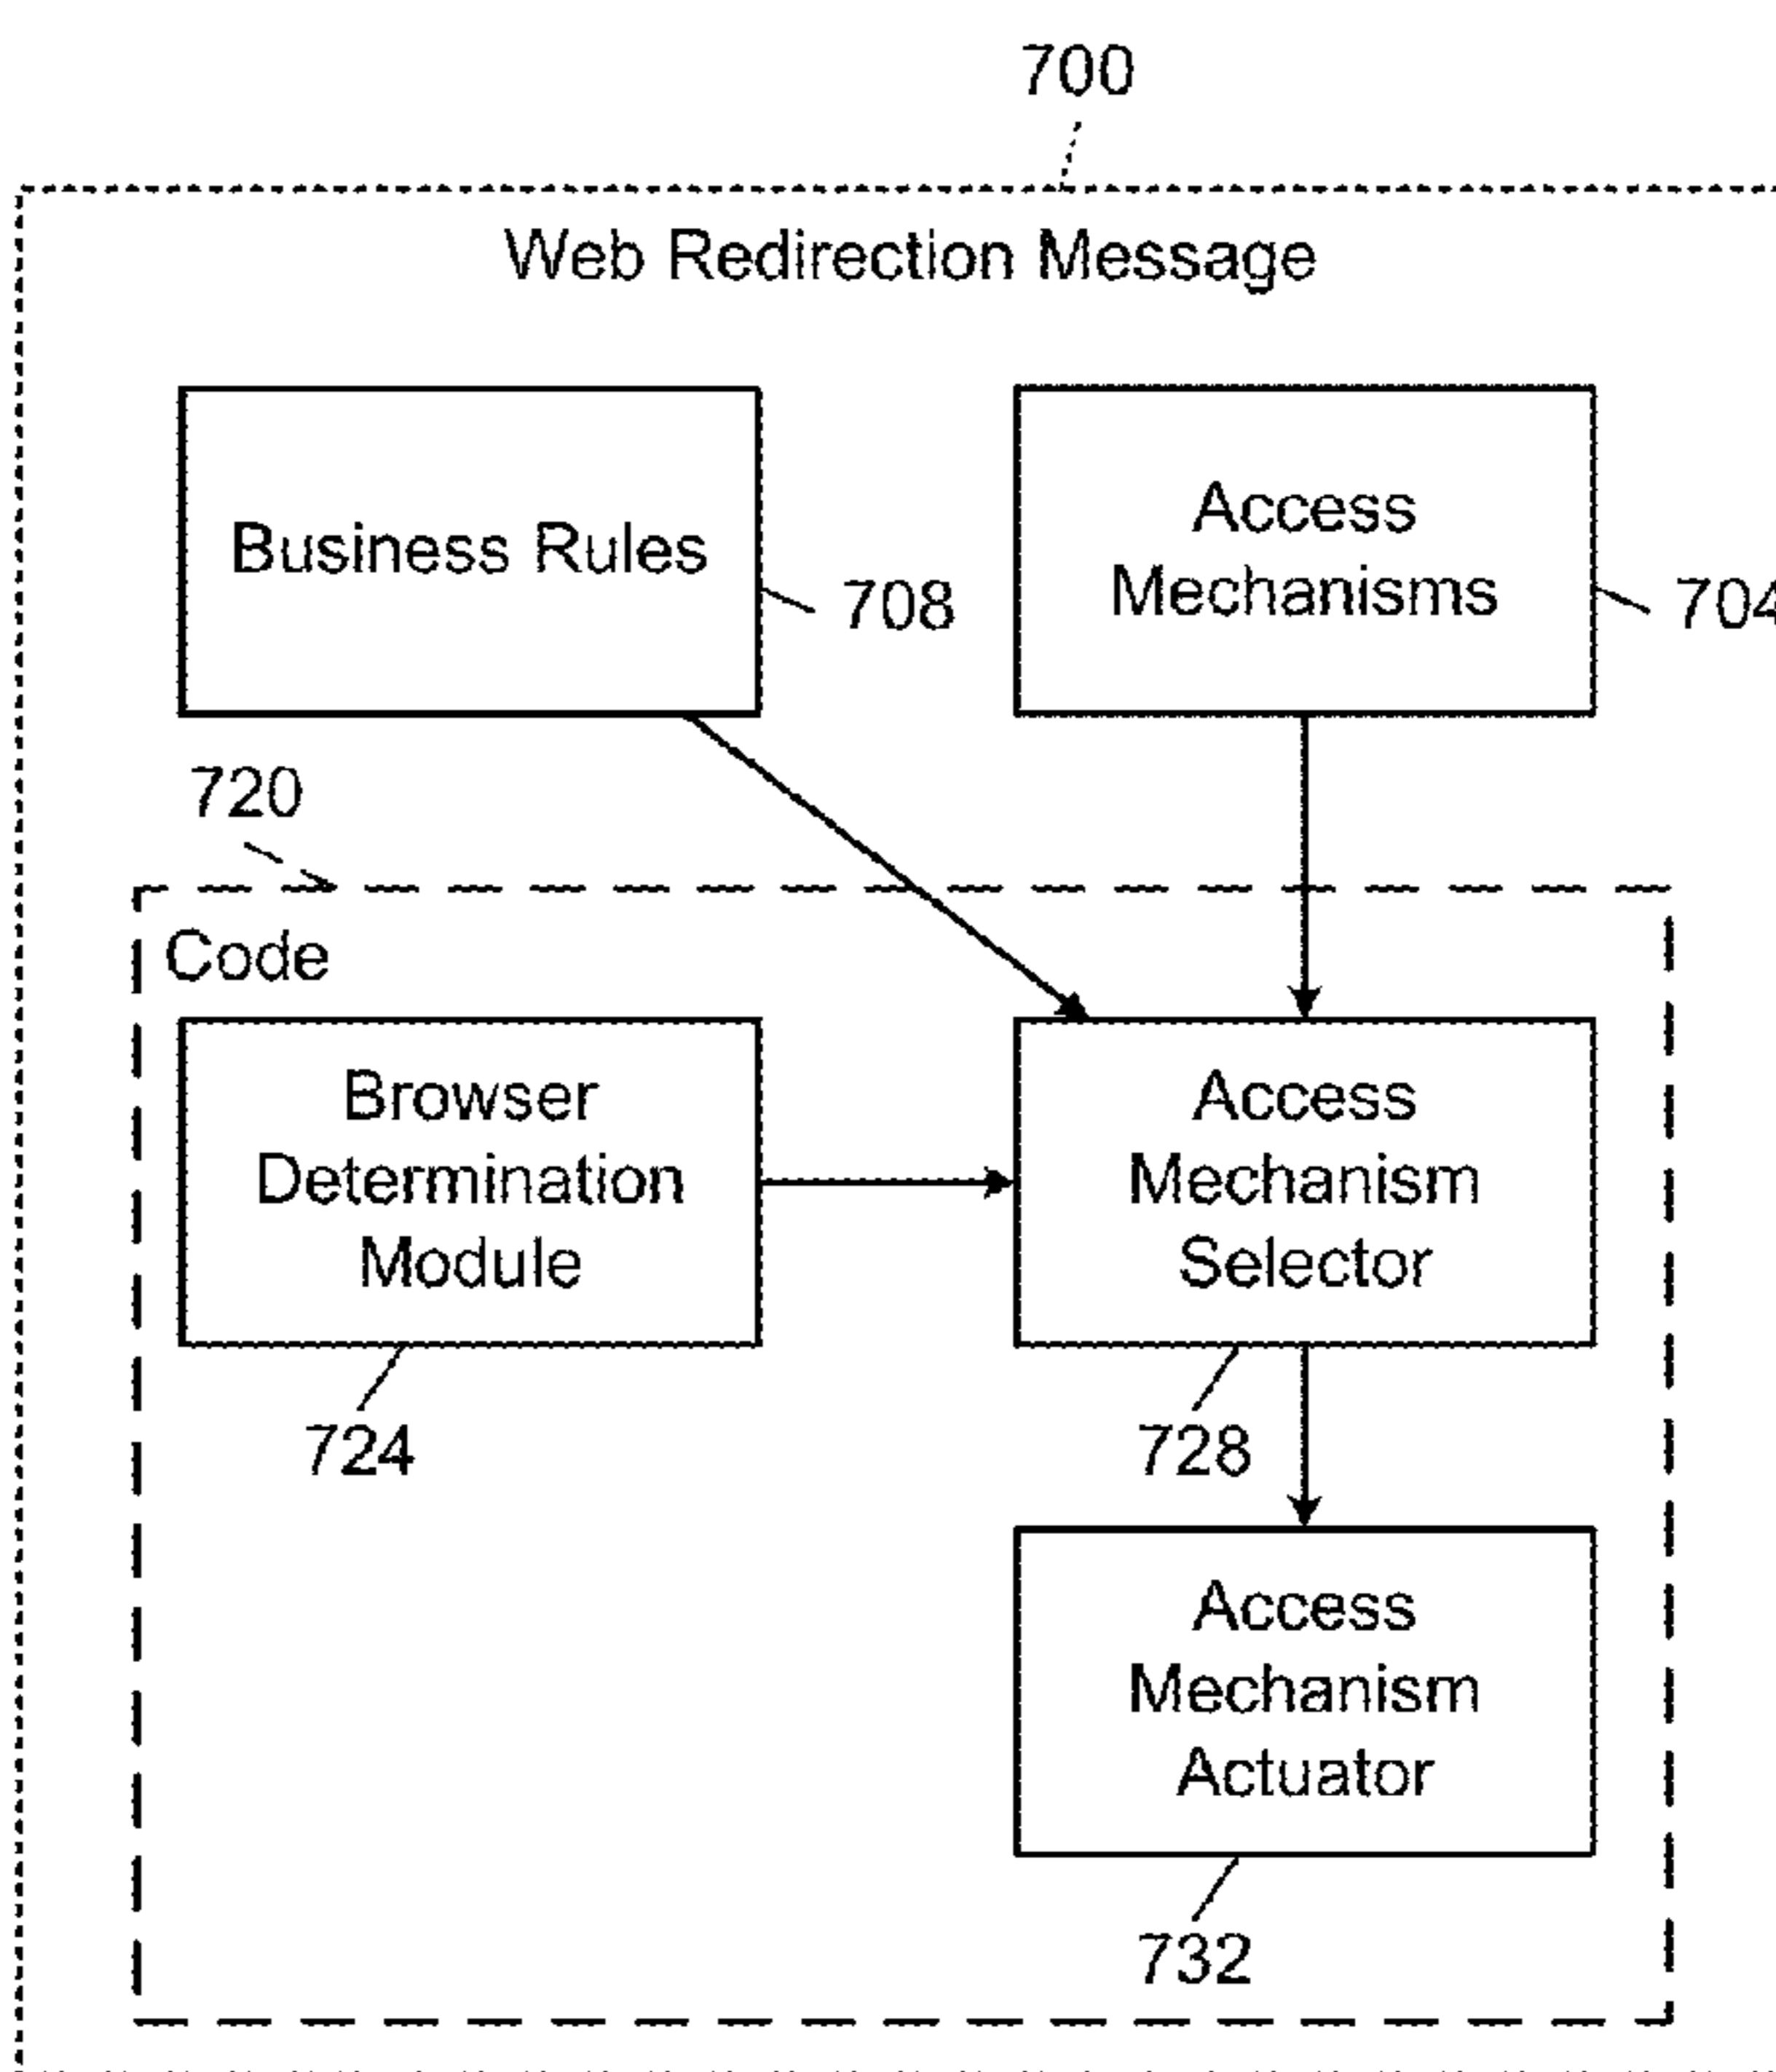 700
Web Redirection Message
Business Rules
708
Access
Mechanisms
704
720
Code
Browser
Determination
Module
724
Access
Mechanism
Selector
728
Access
Mechanism
Actuator
732